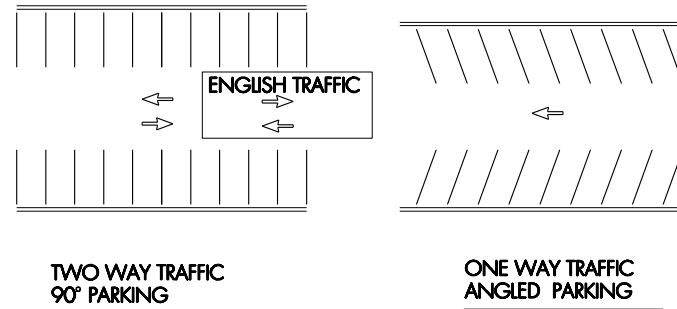 ENGLISH TRAFFIC
TWO WAY TRAFFIC
90° PARKING
ONE WAY TRAFFIC
ANGLED PARKING